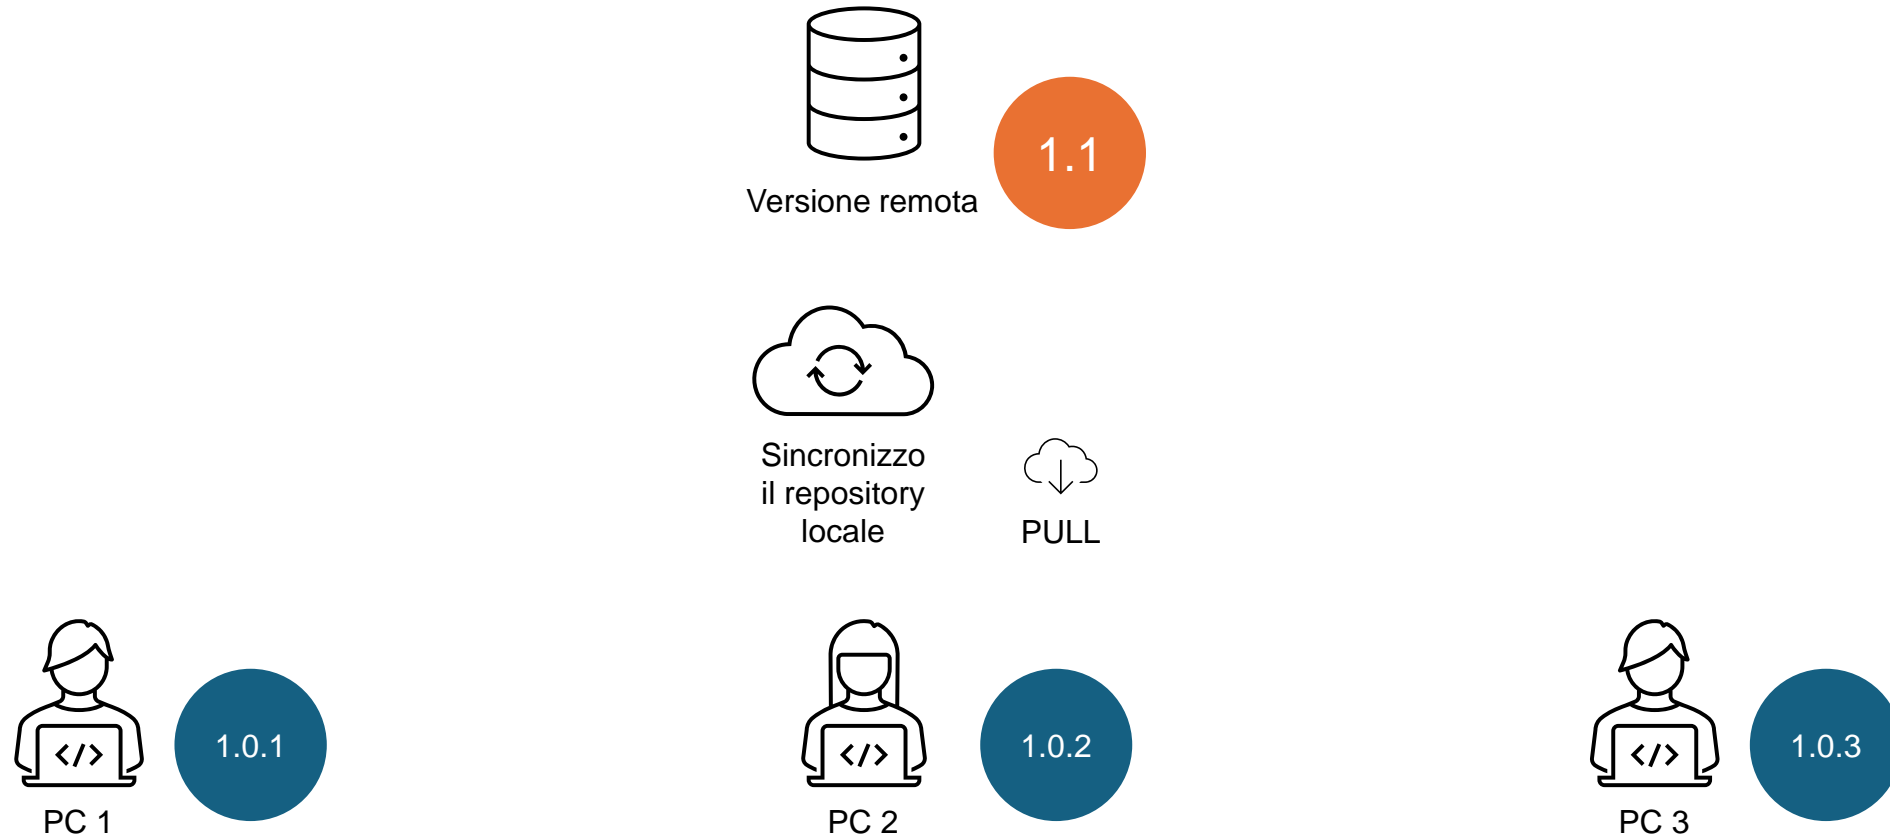 1.1
Versione remota
Sincronizzo
il repository
locale
PULL
</>
1.0.1
PC 1
</>
1.0.2
PC 2
</>
1.0.3
PC 3